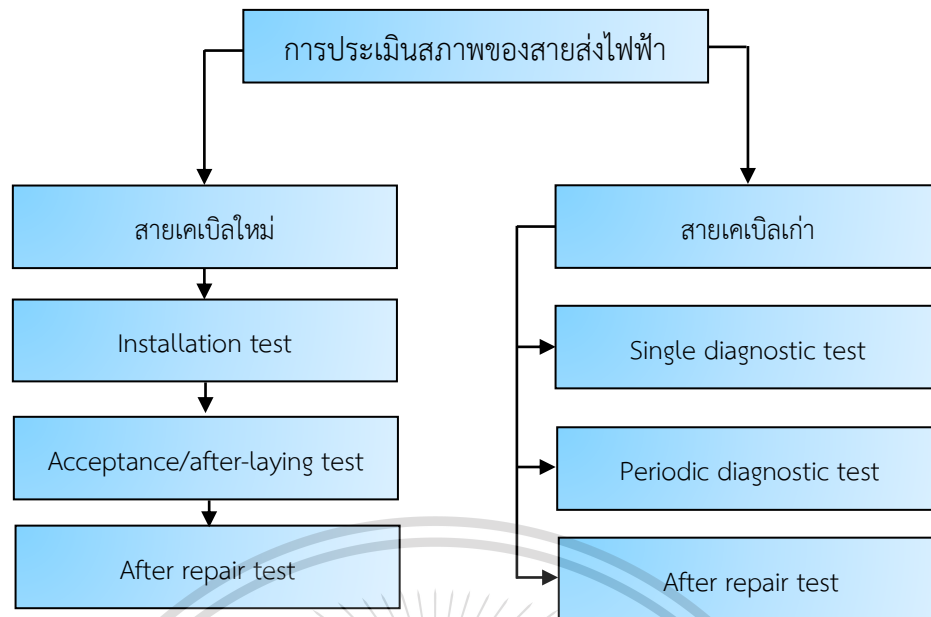 การประเมินสภาพของสายส่งไฟฟ้า
สายเคเบิลใหม่
Installation test
Acceptance/after-laying test
After repair test
สายเคเบิลเก่า
Single diagnostic test
Periodic diagnostic test
After repair test